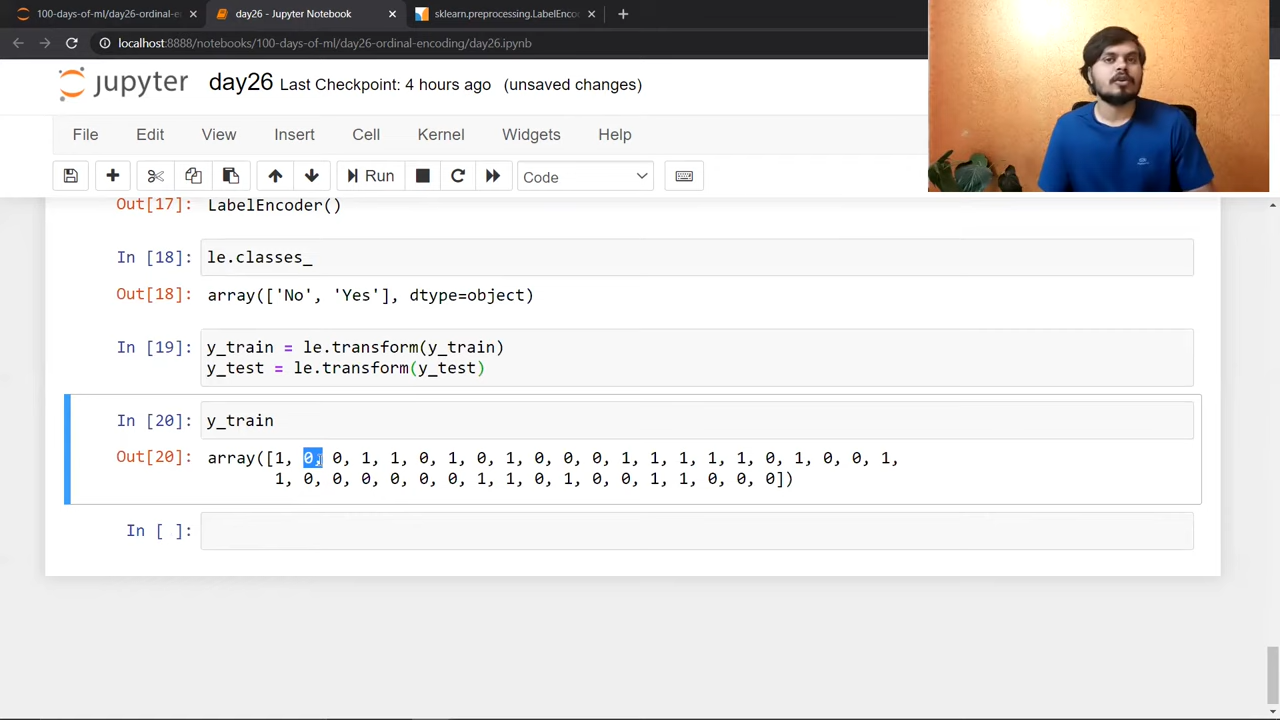 100-days-of-ml/day26-ordinal-en
day26 - Jupyter Notebook
sklearn.preprocessing.LabelEncod
localhost:8888/notebooks/100-days-of-ml/day26-ordinal-encoding/day26.ipynb
jupyter day26 Last Checkpoint: 4 hours ago (unsaved changes)
File Edit View Insert Cell Kernel Widgets Help
Run Code
Out[17]: LabelEncoder()
In [18]: le.classes_
Out[18]: array(['No', 'Yes'], dtype=object)
In [19]: y_train = le.transform(y_train)
y_test = le.transform(y_test)
In [20]: y_train
Out[20]: array([1, 0, 0, 1, 1, 0, 1, 0, 1, 0, 0, 0, 1, 1, 1, 1, 1, 0, 1, 0, 0, 1,
1, 0, 0, 0, 0, 0, 0, 1, 1, 0, 1, 0, 0, 1, 1, 0, 0, 0])
In [ ]: